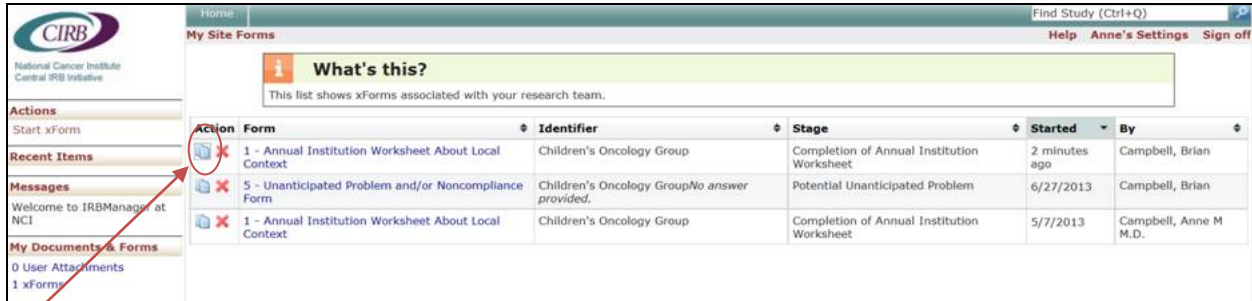 CIRB
National Cancer Institute
Central IRB Initiative
Actions
Start xForm
Recent Items
Messages
Welcome to IRBManager at
NCI
My Documents & Forms
0 User Attachments
1 xForms
Home
Find Study (Ctrl+Q)
My Site Forms
Help Anne's Settings Sign off
i What's this?
This list shows xForms associated with your research team.
Action Form Identifier Stage Started By
1 - Annual Institution Worksheet About Local Children's Oncology Group Completion of Annual Institution 2 minutes Campbell, Brian
Context Worksheet ago
5 - Unanticipated Problem and/or Noncompliance Children's Oncology GroupNo answer Potential Unanticipated Problem 6/27/2013 Campbell, Brian
Form provided.
1 - Annual Institution Worksheet About Local Children's Oncology Group Completion of Annual Institution 5/7/2013 Campbell, Anne M
Context Worksheet M.D.